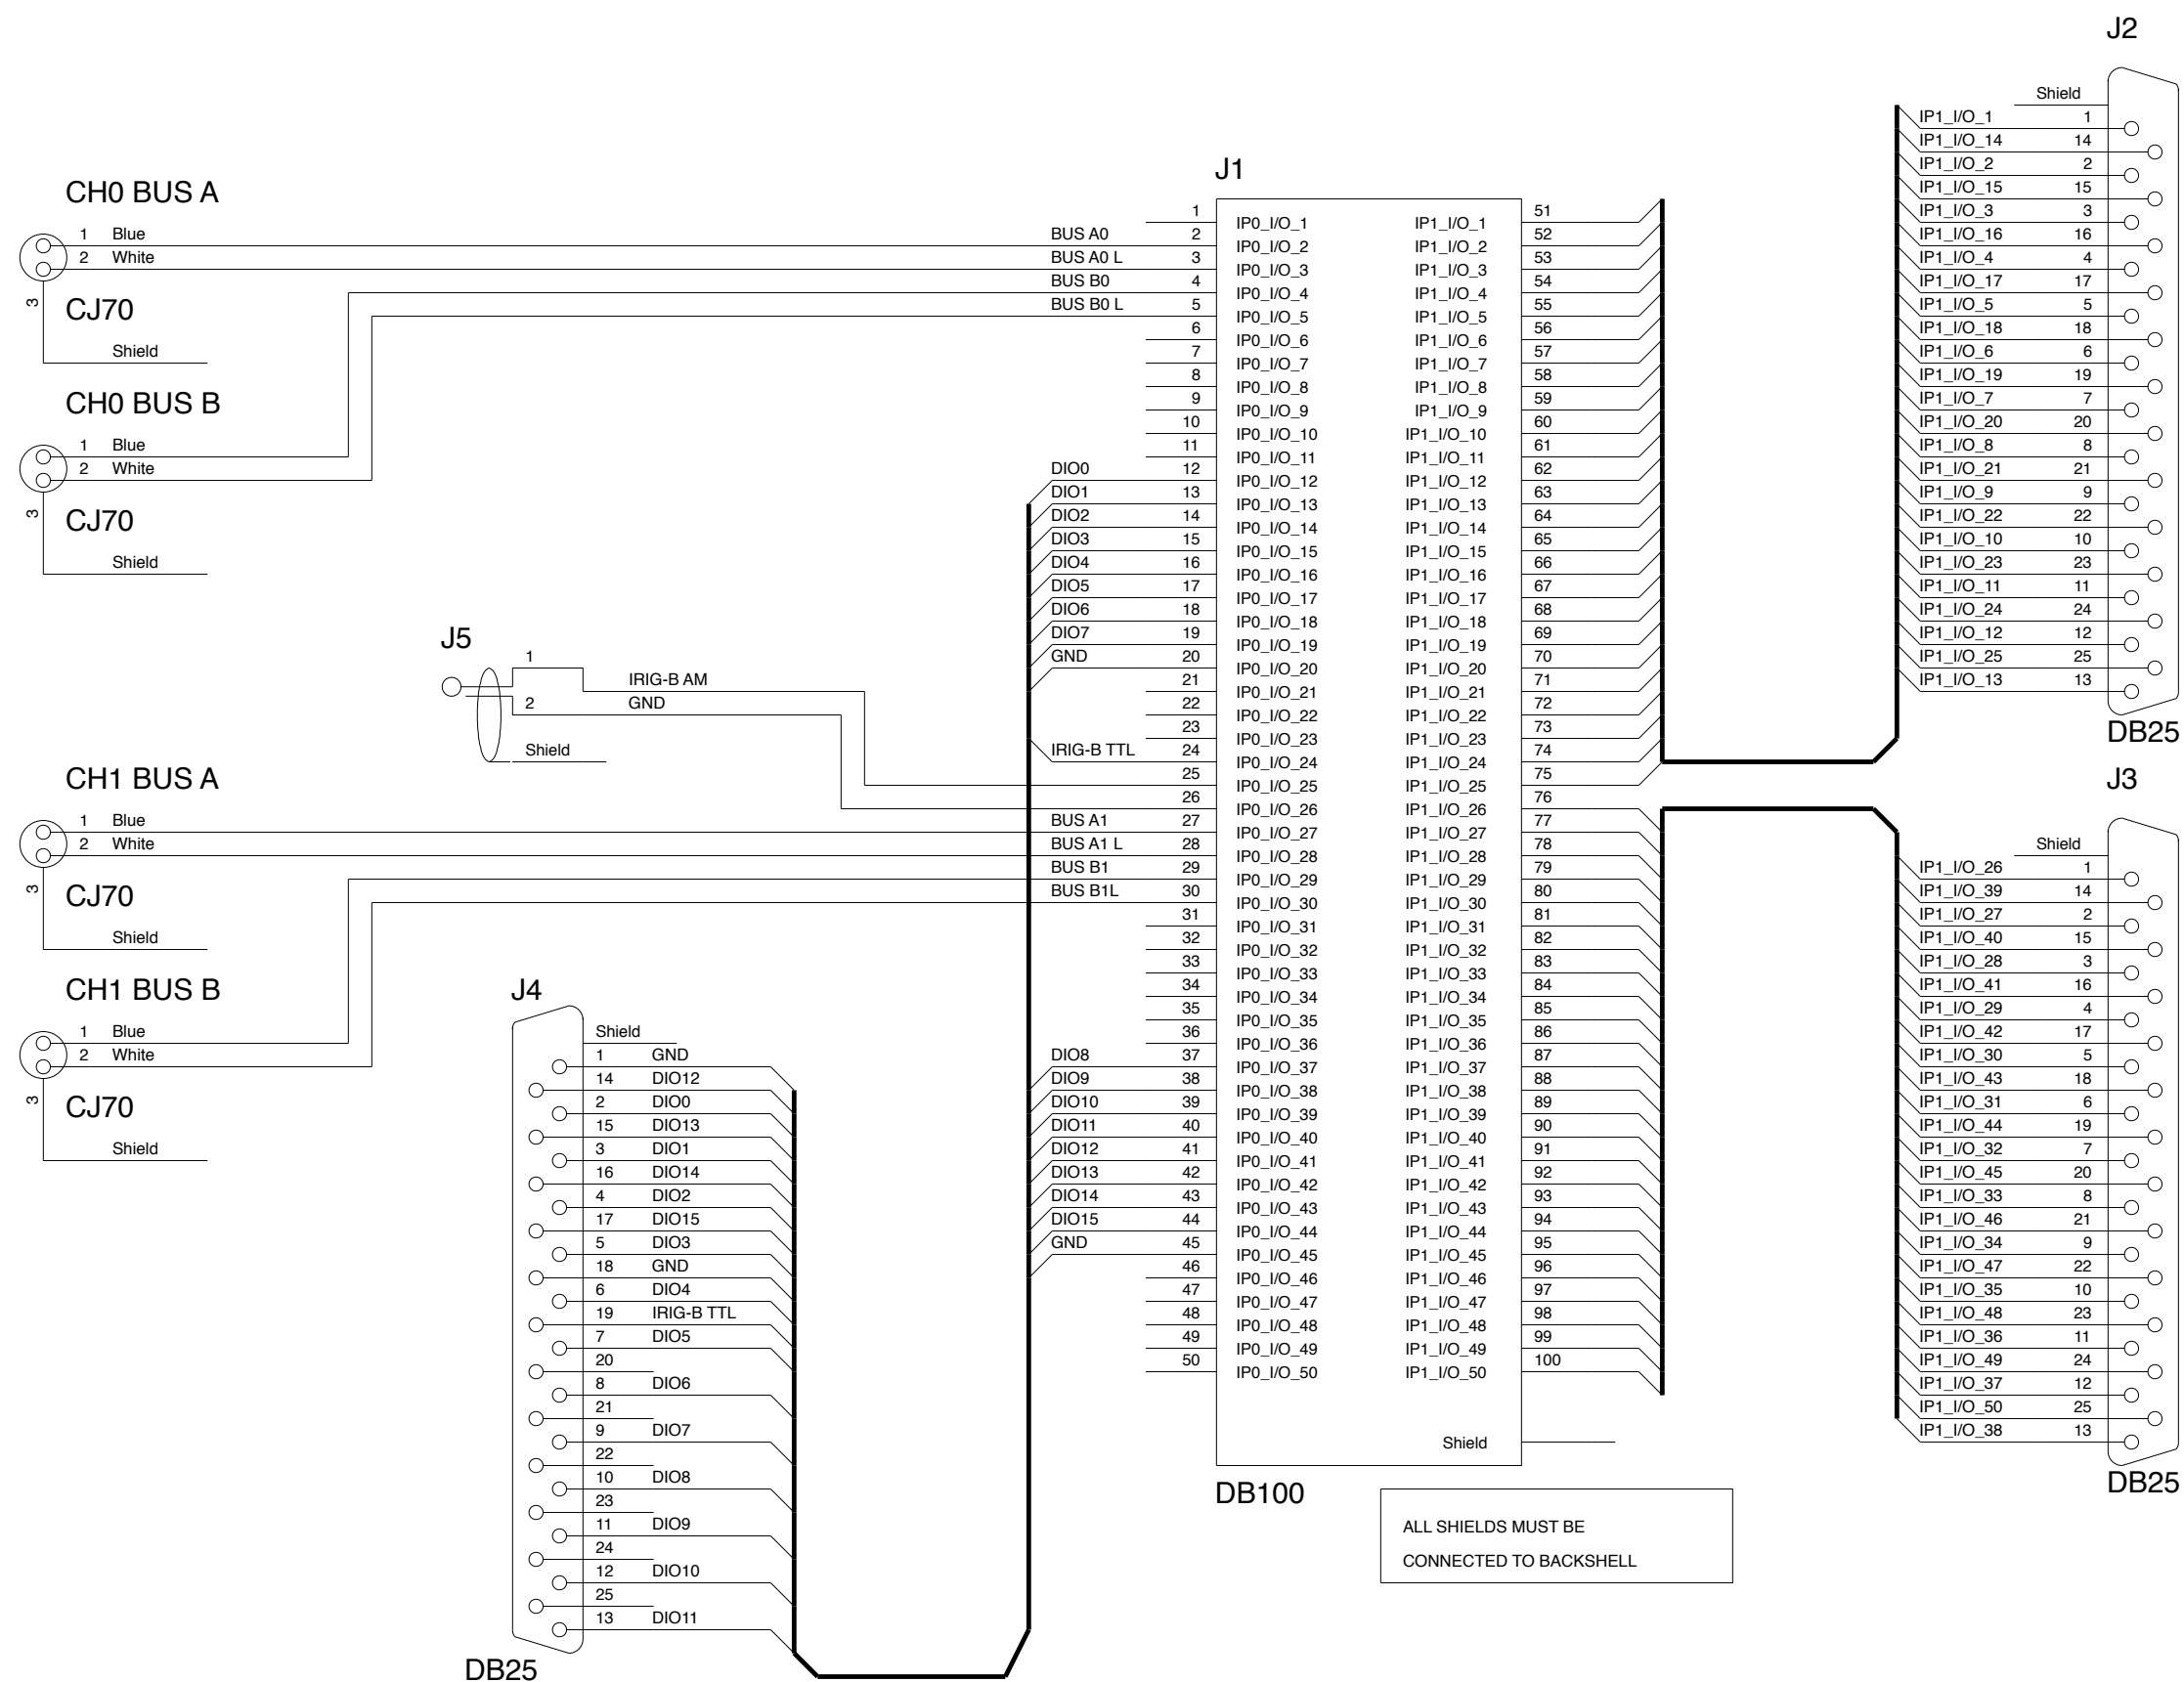 CH0 BUS A
1 Blue
2 White
3
CJ70
Shield
CH0 BUS B
1 Blue
2 White
3
CJ70
Shield
J5
1
IRIG-B AM
2
GND
Shield
CH1 BUS A
1 Blue
2 White
3
CJ70
Shield
CH1 BUS B
1 Blue
2 White
3
CJ70
Shield
J4
Shield
1 GND
14 DIO12
2 DIO0
15 DIO13
3 DIO1
16 DIO14
4 DIO2
17 DIO15
5 DIO3
18 GND
6 DIO4
19 IRIG-B TTL
7 DIO5
20
8 DIO6
21
9 DIO7
22
10 DIO8
23
11 DIO9
24
12 DIO10
25
13 DIO11
DB25
J1
1 IP0_I/O_1 IP1_I/O_1 51
BUS A0 2 IP0_I/O_2 IP1_I/O_2 52
BUS A0 L 3 IP0_I/O_3 IP1_I/O_3 53
BUS B0 4 IP0_I/O_4 IP1_I/O_4 54
BUS B0 L 5 IP0_I/O_5 IP1_I/O_5 55
6 IP0_I/O_6 IP1_I/O_6 56
7 IP0_I/O_7 IP1_I/O_7 57
8 IP0_I/O_8 IP1_I/O_8 58
9 IP0_I/O_9 IP1_I/O_9 59
10 IP0_I/O_10 IP1_I/O_10 60
11 IP0_I/O_11 IP1_I/O_11 61
DIO0 12 IP0_I/O_12 IP1_I/O_12 62
DIO1 13 IP0_I/O_13 IP1_I/O_13 63
DIO2 14 IP0_I/O_14 IP1_I/O_14 64
DIO3 15 IP0_I/O_15 IP1_I/O_15 65
DIO4 16 IP0_I/O_16 IP1_I/O_16 66
DIO5 17 IP0_I/O_17 IP1_I/O_17 67
DIO6 18 IP0_I/O_18 IP1_I/O_18 68
DIO7 19 IP0_I/O_19 IP1_I/O_19 69
GND 20 IP0_I/O_20 IP1_I/O_20 70
21 IP0_I/O_21 IP1_I/O_21 71
22 IP0_I/O_22 IP1_I/O_22 72
23 IP0_I/O_23 IP1_I/O_23 73
IRIG-B TTL 24 IP0_I/O_24 IP1_I/O_24 74
25 IP0_I/O_25 IP1_I/O_25 75
26 IP0_I/O_26 IP1_I/O_26 76
BUS A1 27 IP0_I/O_27 IP1_I/O_27 77
BUS A1 L 28 IP0_I/O_28 IP1_I/O_28 78
BUS B1 29 IP0_I/O_29 IP1_I/O_29 79
BUS B1L 30 IP0_I/O_30 IP1_I/O_30 80
31 IP0_I/O_31 IP1_I/O_31 81
32 IP0_I/O_32 IP1_I/O_32 82
33 IP0_I/O_33 IP1_I/O_33 83
34 IP0_I/O_34 IP1_I/O_34 84
35 IP0_I/O_35 IP1_I/O_35 85
36 IP0_I/O_36 IP1_I/O_36 86
DIO8 37 IP0_I/O_37 IP1_I/O_37 87
DIO9 38 IP0_I/O_38 IP1_I/O_38 88
DIO10 39 IP0_I/O_39 IP1_I/O_39 89
DIO11 40 IP0_I/O_40 IP1_I/O_40 90
DIO12 41 IP0_I/O_41 IP1_I/O_41 91
DIO13 42 IP0_I/O_42 IP1_I/O_42 92
DIO14 43 IP0_I/O_43 IP1_I/O_43 93
DIO15 44 IP0_I/O_44 IP1_I/O_44 94
GND 45 IP0_I/O_45 IP1_I/O_45 95
46 IP0_I/O_46 IP1_I/O_46 96
47 IP0_I/O_47 IP1_I/O_47 97
48 IP0_I/O_48 IP1_I/O_48 98
49 IP0_I/O_49 IP1_I/O_49 99
50 IP0_I/O_50 IP1_I/O_50 100
Shield
DB100
ALL SHIELDS MUST BE
CONNECTED TO BACKSHELL
J2
Shield
IP1_I/O_1 1
IP1_I/O_14 14
IP1_I/O_2 2
IP1_I/O_15 15
IP1_I/O_3 3
IP1_I/O_16 16
IP1_I/O_4 4
IP1_I/O_17 17
IP1_I/O_5 5
IP1_I/O_18 18
IP1_I/O_6 6
IP1_I/O_19 19
IP1_I/O_7 7
IP1_I/O_20 20
IP1_I/O_8 8
IP1_I/O_21 21
IP1_I/O_9 9
IP1_I/O_22 22
IP1_I/O_10 10
IP1_I/O_23 23
IP1_I/O_11 11
IP1_I/O_24 24
IP1_I/O_12 12
IP1_I/O_25 25
IP1_I/O_13 13
DB25
J3
Shield
IP1_I/O_26 1
IP1_I/O_39 14
IP1_I/O_27 2
IP1_I/O_40 15
IP1_I/O_28 3
IP1_I/O_41 16
IP1_I/O_29 4
IP1_I/O_42 17
IP1_I/O_30 5
IP1_I/O_43 18
IP1_I/O_31 6
IP1_I/O_44 19
IP1_I/O_32 7
IP1_I/O_45 20
IP1_I/O_33 8
IP1_I/O_46 21
IP1_I/O_34 9
IP1_I/O_47 22
IP1_I/O_35 10
IP1_I/O_48 23
IP1_I/O_36 11
IP1_I/O_49 24
IP1_I/O_37 12
IP1_I/O_50 25
IP1_I/O_38 13
DB25